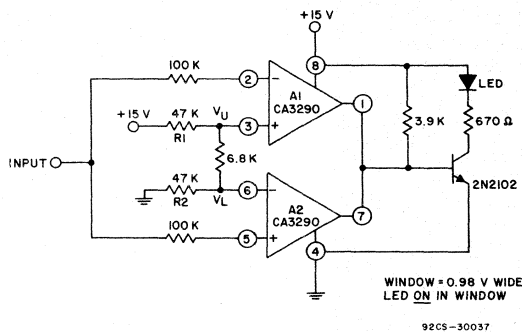 +15 V
8
100 K
2
−
A1
CA3290
+
1
LED
+15 V
47 K
R1
VU
3
3.9 K
670 Ω
INPUT
6.8 K
47 K
R2
VL
6
−
A2
CA3290
+
7
2N2102
100 K
5
4
WINDOW = 0.98 V WIDE
LED ON IN WINDOW
92CS-30037